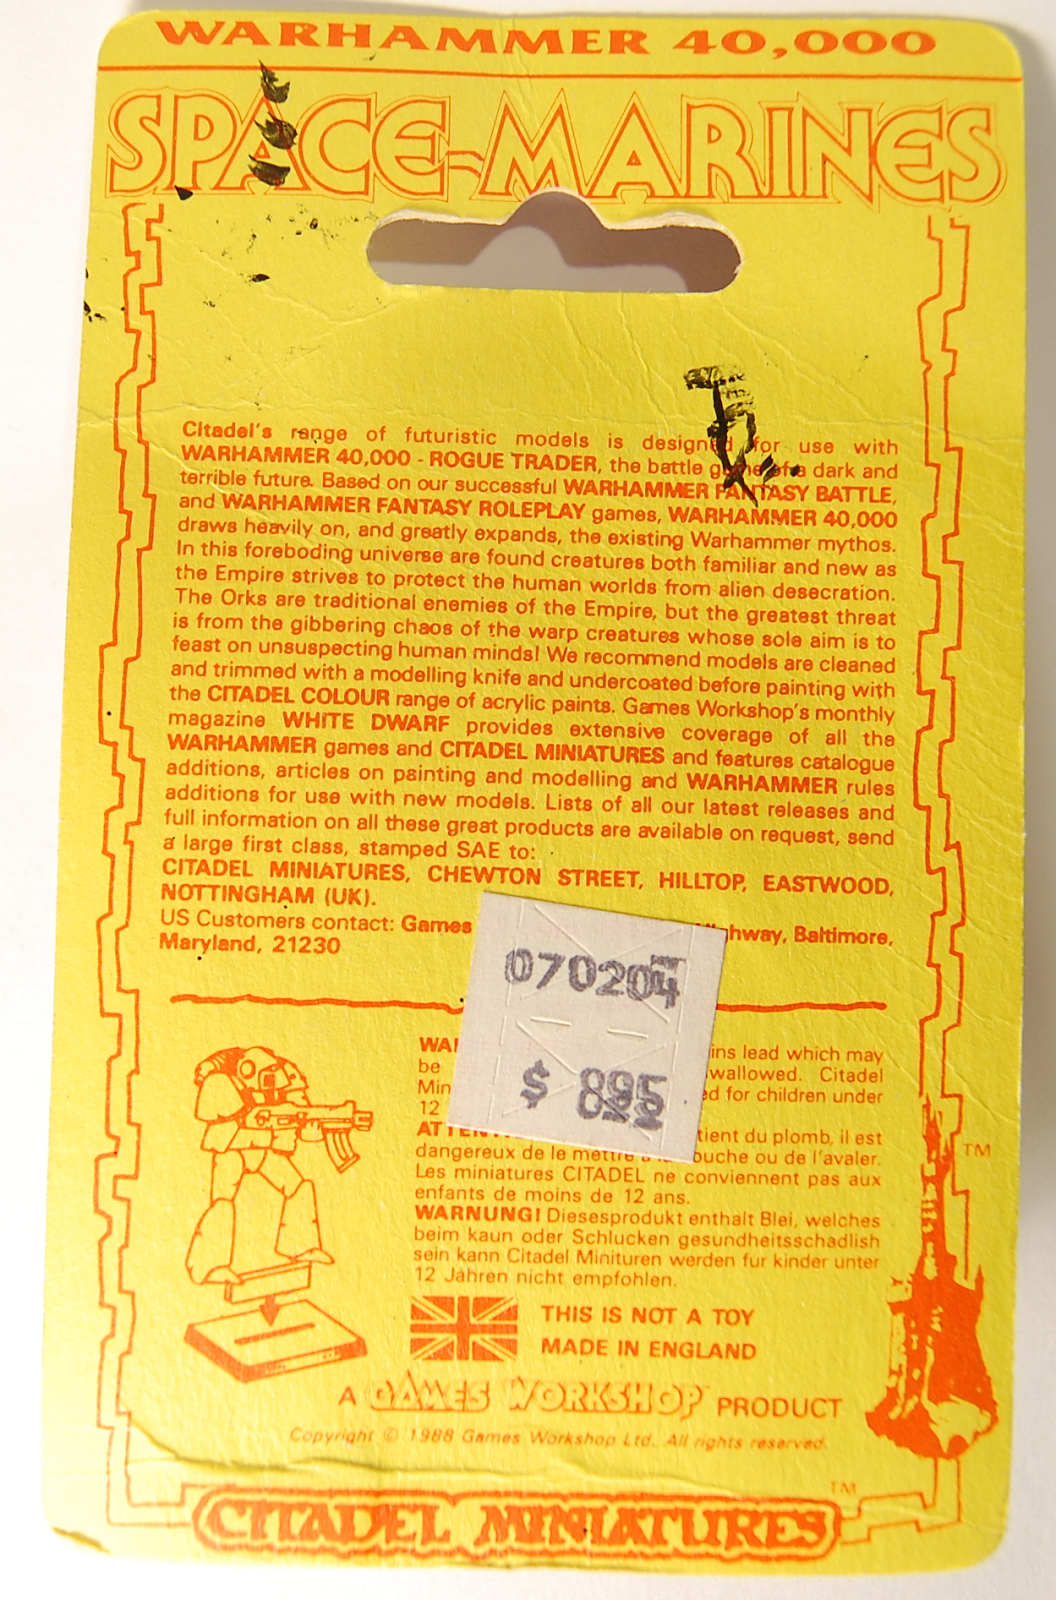 WARHAMMER 40,000
SPACE MARINES
Citadel's range of futuristic models is designed for use with
WARHAMMER 40,000 - ROGUE TRADER, the battle game of a dark and
terrible future. Based on our successful WARHAMMER FANTASY BATTLE,
and WARHAMMER FANTASY ROLEPLAY games, WARHAMMER 40,000
draws heavily on, and greatly expands, the existing Warhammer mythos.
In this foreboding universe are found creatures both familiar and new as
the Empire strives to protect the human worlds from alien desecration.
The Orks are traditional enemies of the Empire, but the greatest threat
is from the gibbering chaos of the warp creatures whose sole aim is to
feast on unsuspecting human minds! We recommend models are cleaned
and trimmed with a modelling knife and undercoated before painting with
the CITADEL COLOUR range of acrylic paints. Games Workshop's monthly
magazine WHITE DWARF provides extensive coverage of all the
WARHAMMER games and CITADEL MINIATURES and features catalogue
additions, articles on painting and modelling and WARHAMMER rules
additions for use with new models. Lists of all our latest releases and
full information on all these great products are available on request, send
a large first class, stamped SAE to:
CITADEL MINIATURES, CHEWTON STREET, HILLTOP, EASTWOOD,
NOTTINGHAM (UK).
US Customers contact: Games Baltimore,
Maryland, 21230
070204
$ 895
lead which may
be Citadel
for children under
12
du plomb, il est
dangereux de le mettre ou de l'avaler.
Les miniatures CITADEL ne conviennent pas aux
enfants de moins de 12 ans.
WARNUNG! Diesesprodukt enthalt Blei, welches
beim kaun oder Schlucken gesundheitsschadlish
sein kann Citadel Minituren werden fur kinder unter
12 Jahren nicht empfohlen.
THIS IS NOT A TOY
MADE IN ENGLAND
A GAMES WORKSHOP PRODUCT
Copyright © 1988 Games Workshop Ltd. All rights reserved.
TM
TM
CITADEL MINIATURES